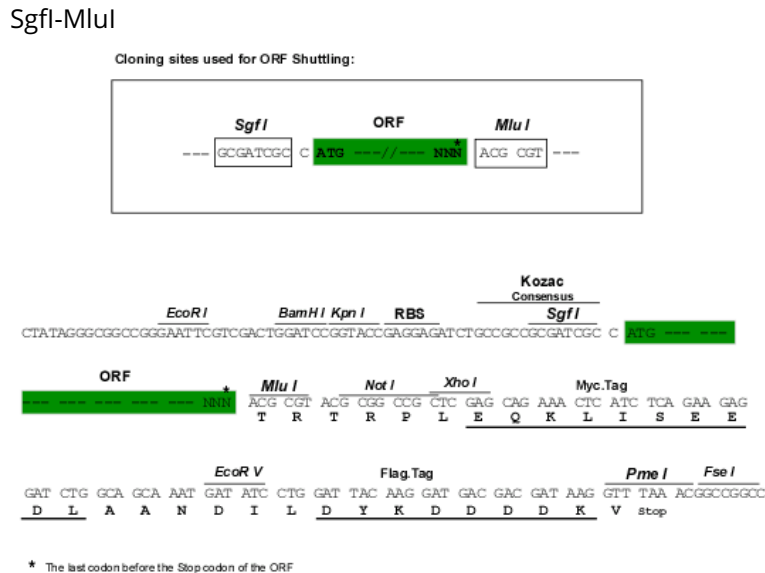 SgfI-MluI
Cloning sites used for ORF Shuttling:
Sgf I ORF Mlu I
--- GCGATCGC C ATG ---//--- NNN* ACG CGT ---
Kozac
Consensus
EcoR I BamH I Kpn I RBS Sgf I
CTATAGGGCGGCCGGGAATTCGTCGACTGGATCCGGTACCGAGGAGATCTGCCGCCGCGATCGC C ATG --- ---
ORF Mlu I Not I Xho I Myc.Tag
--- --- --- --- --- NNN* ACG CGT ACG CGG CCG CTC GAG CAG AAA CTC ATC TCA GAA GAG
T R T R P L E Q K L I S E E
EcoR V Flag.Tag Pme I Fse I
GAT CTG GCA GCA AAT GAT ATC CTG GAT TAC AAG GAT GAC GAC GAT AAG GTT TAA ACGGCCGGCC
D L A A N D I L D Y K D D D D K V Stop
* The last codon before the Stop codon of the ORF